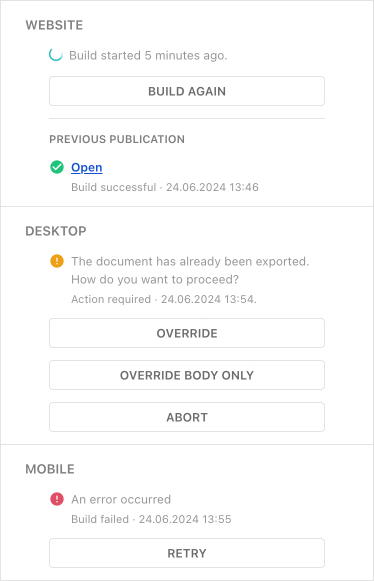 WEBSITE
Build started 5 minutes ago.
BUILD AGAIN
PREVIOUS PUBLICATION
Open
Build successful · 24.06.2024 13:46
DESKTOP
The document has already been exported.
How do you want to proceed?
Action required · 24.06.2024 13:54.
OVERRIDE
OVERRIDE BODY ONLY
ABORT
MOBILE
An error occurred
Build failed · 24.06.2024 13:55
RETRY